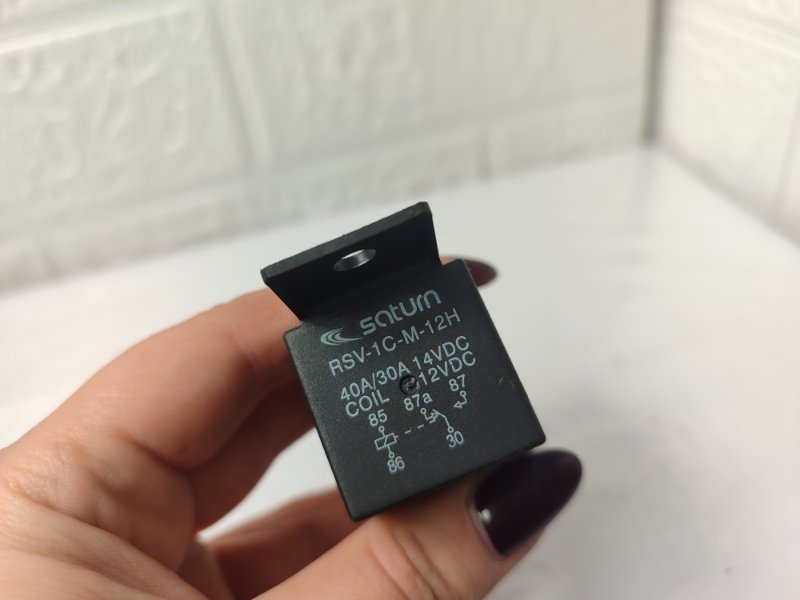 saturn
RSV-1C-M-12H
40A/30A 14VDC
COIL 12VDC
85 87a 87
86 30